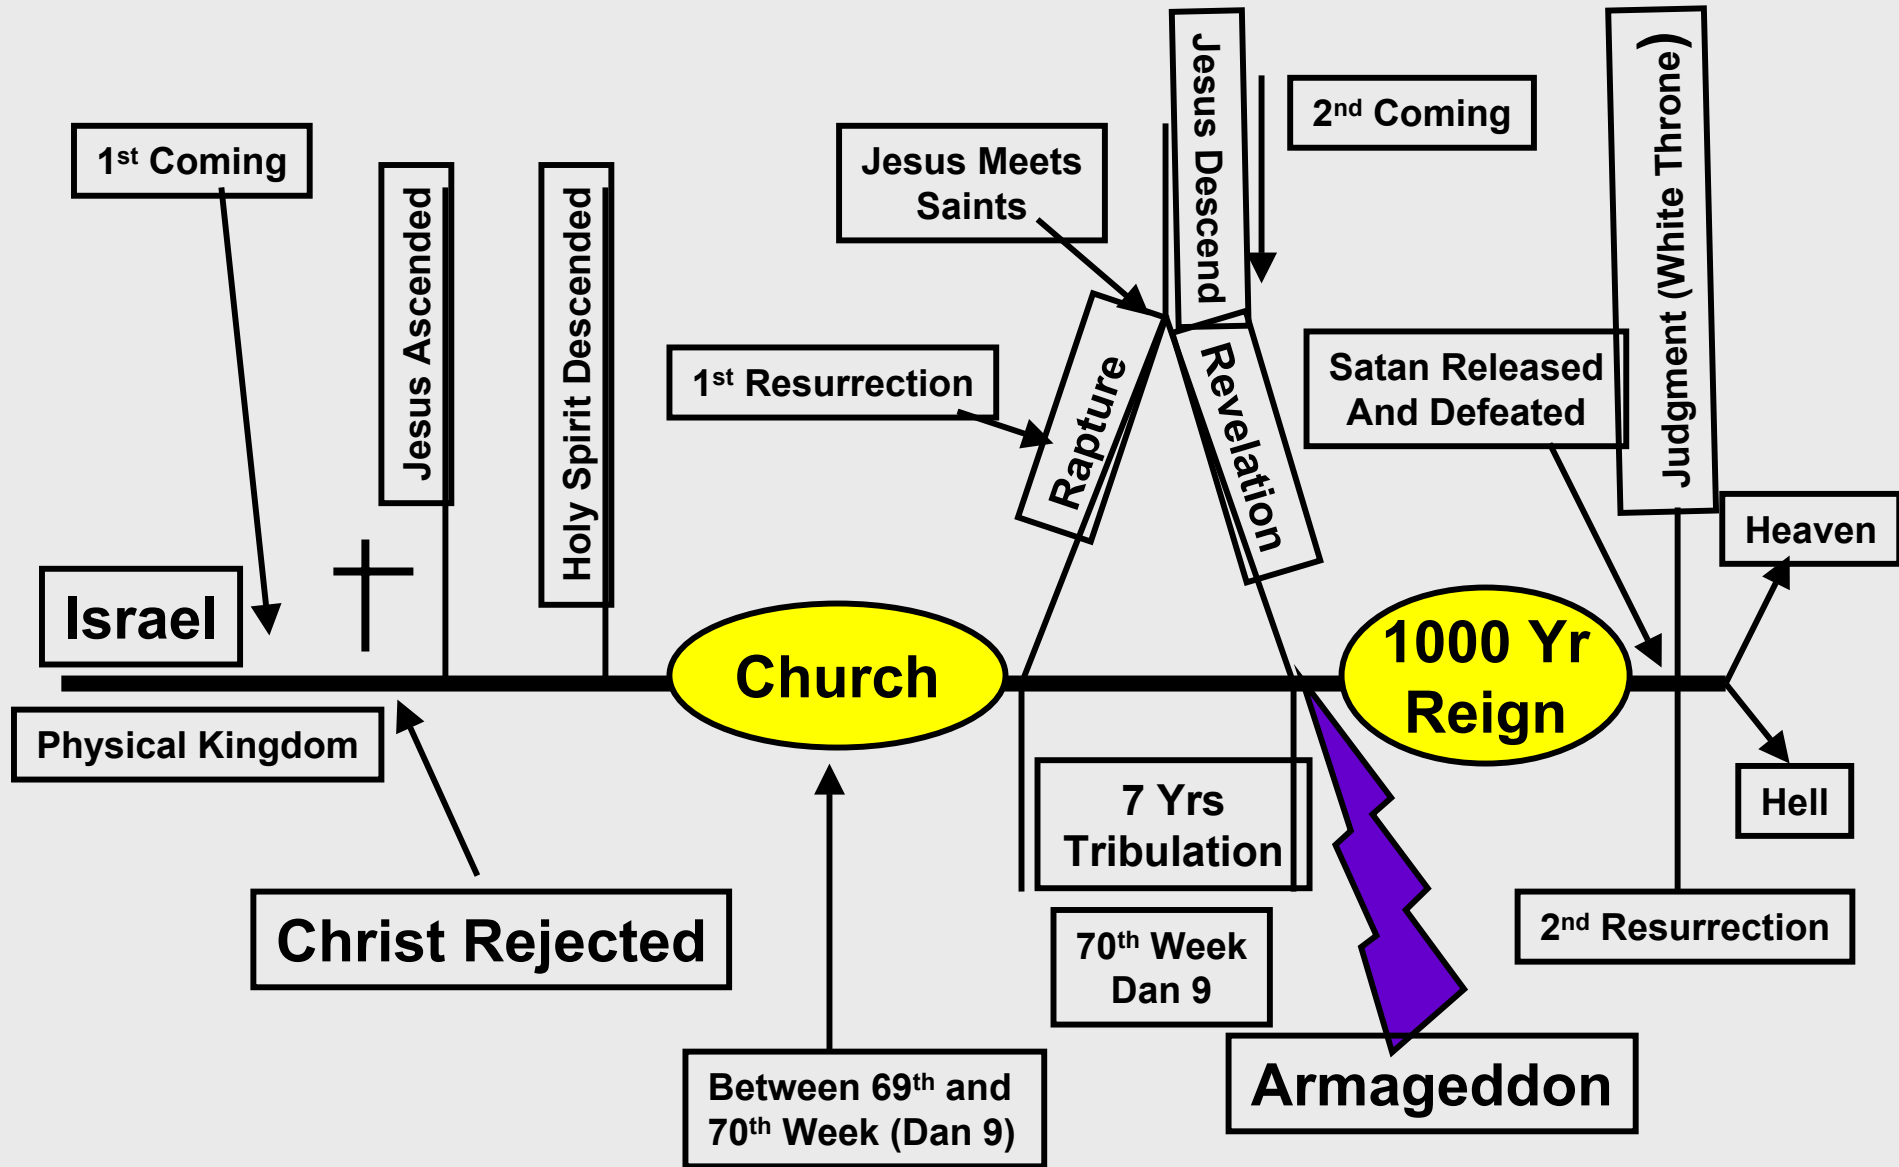 1st Coming
Jesus Ascended
Holy Spirit Descended
Jesus Meets
Saints
Jesus Descend
2nd Coming
Judgment (White Throne)
1st Resurrection
Rapture
Revelation
Satan Released
And Defeated
Heaven
Israel
Church
1000 Yr
Reign
Physical Kingdom
7 Yrs
Tribulation
Hell
Christ Rejected
70th Week
Dan 9
2nd Resurrection
Between 69th and
70th Week (Dan 9)
Armageddon